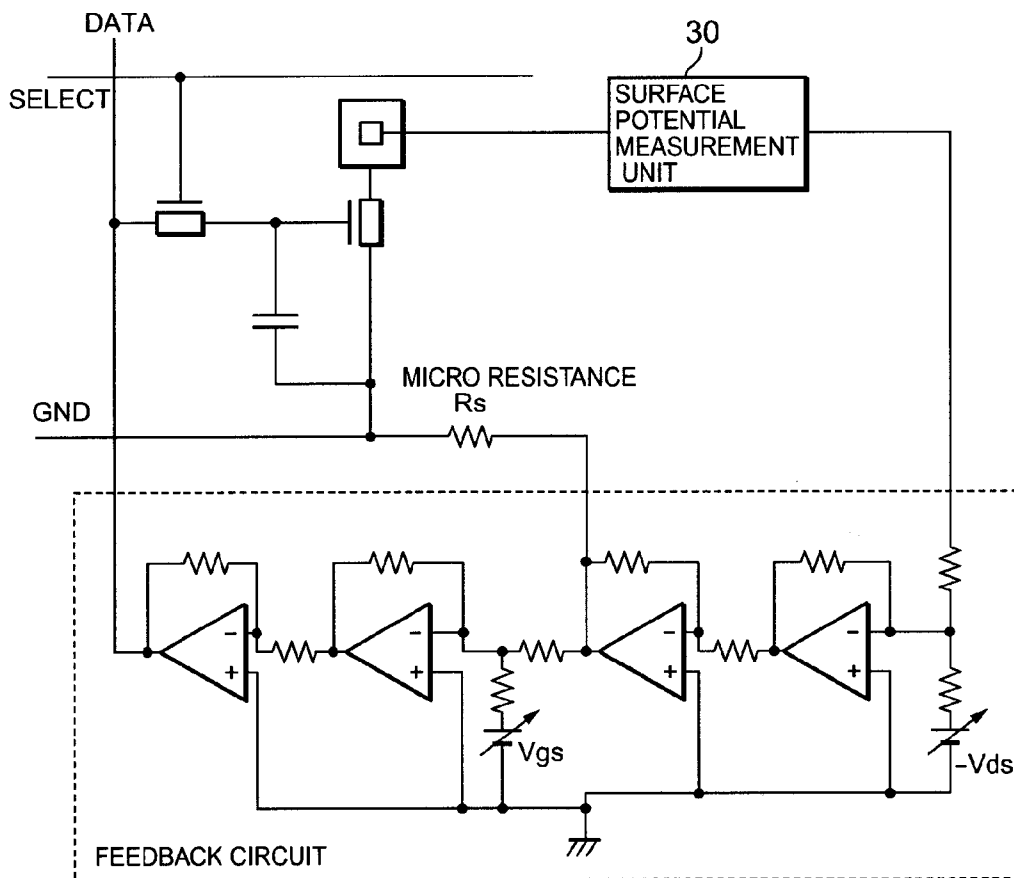 DATA
30
SELECT
SURFACE
POTENTIAL
MEASUREMENT
UNIT
MICRO RESISTANCE
Rs
GND
-
+
-
+
-
+
-
+
Vgs
-Vds
FEEDBACK CIRCUIT